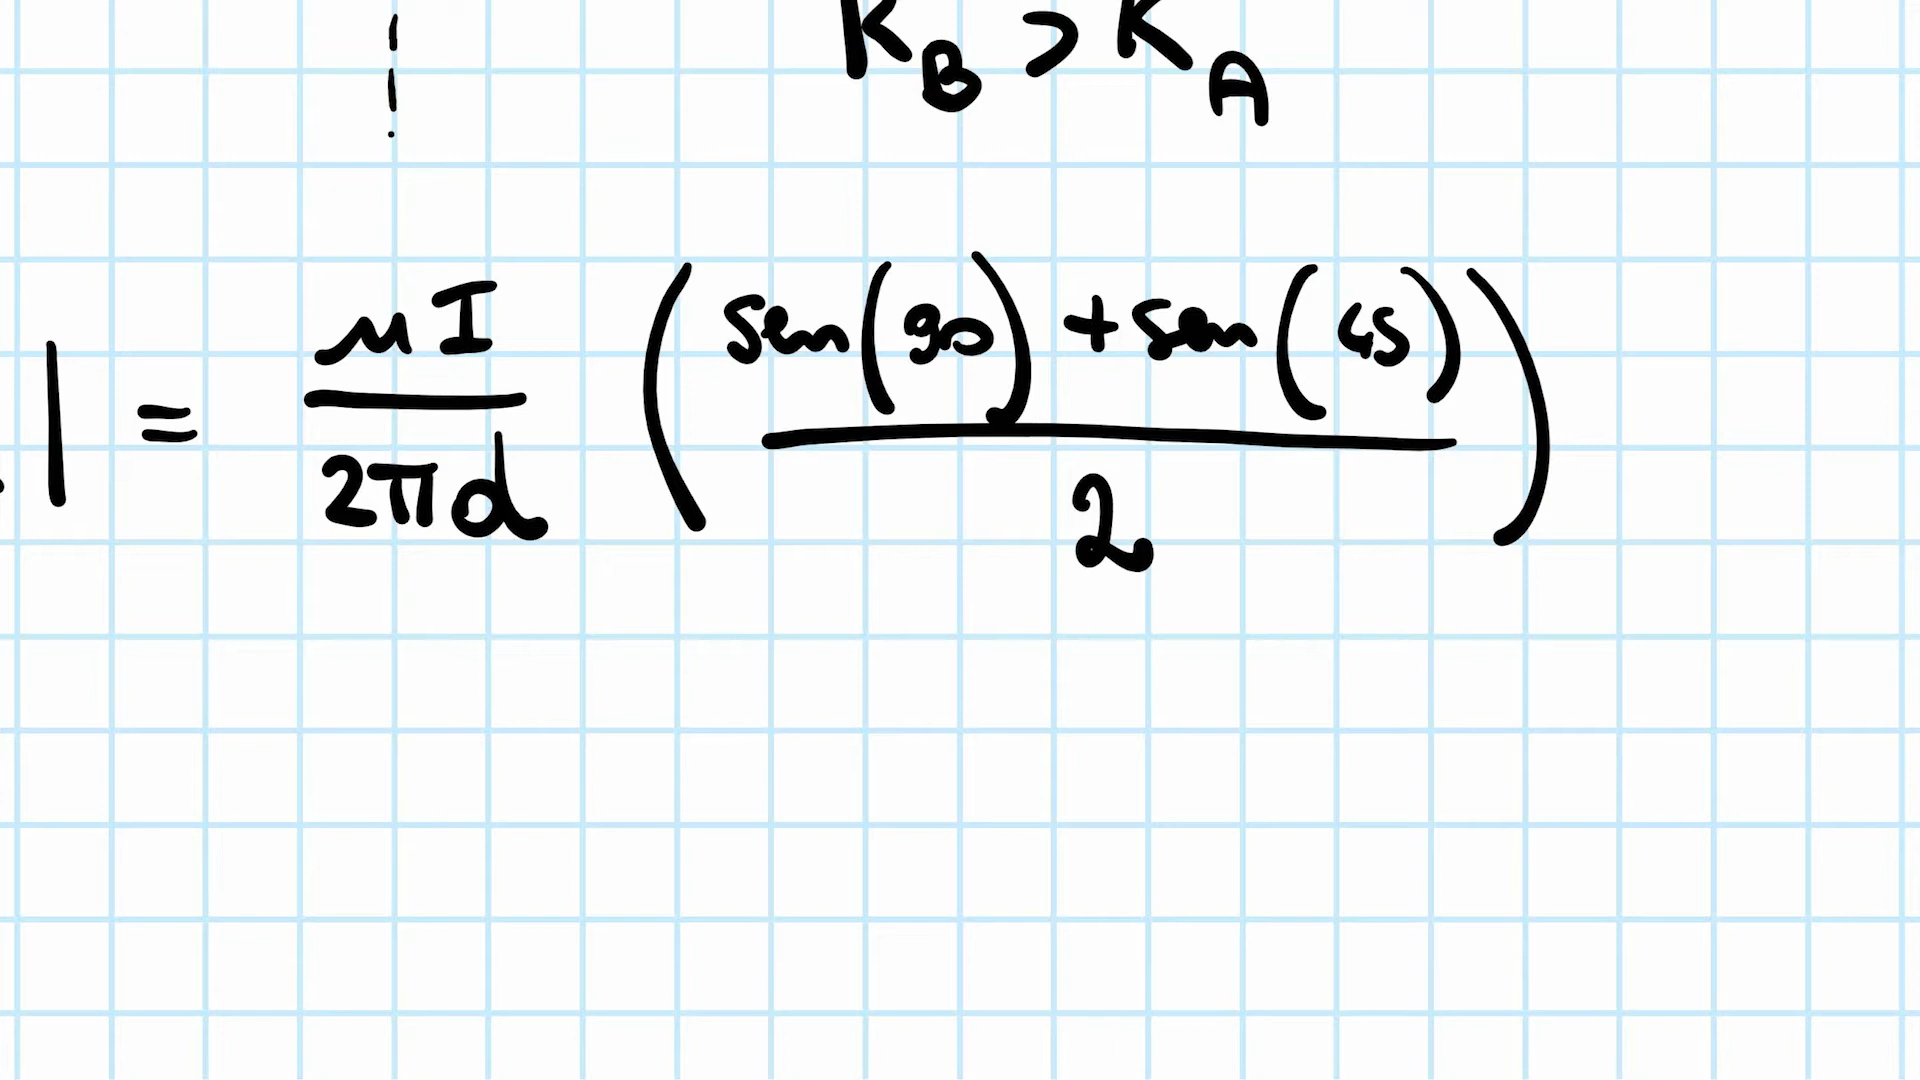 K_B > K_A
| = μI / 2πd ( sen(90) + sen(45) / 2 )